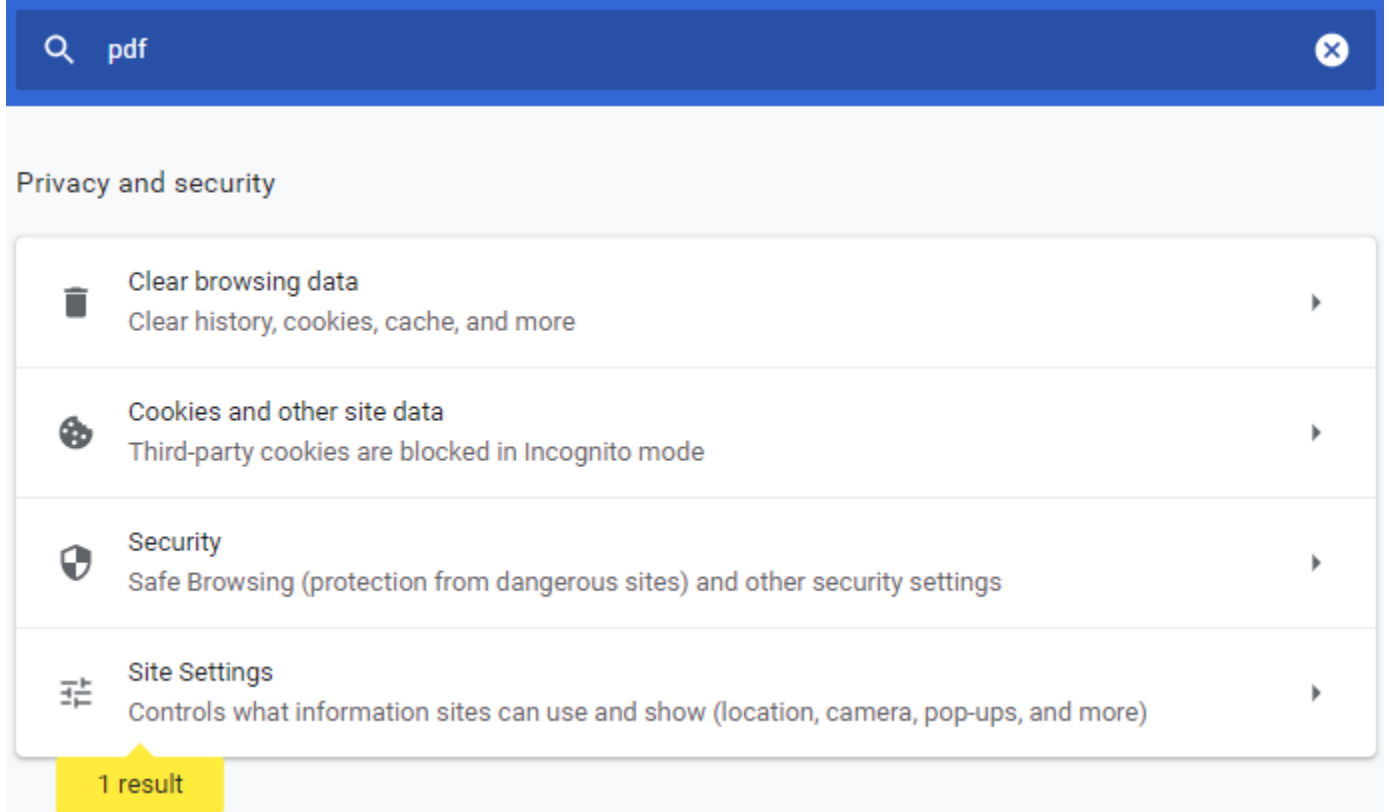 pdf
Privacy and security
Clear browsing data
Clear history, cookies, cache, and more
Cookies and other site data
Third-party cookies are blocked in Incognito mode
Security
Safe Browsing (protection from dangerous sites) and other security settings
Site Settings
Controls what information sites can use and show (location, camera, pop-ups, and more)
1 result